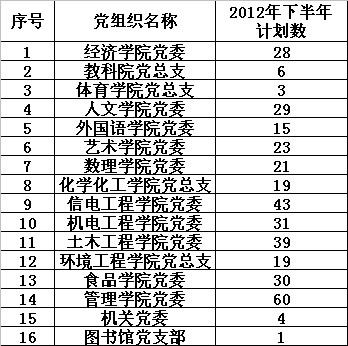 序号 党组织名称 2012年下半年计划数
1 经济学院党委 28
2 教科院党总支 6
3 体育学院党总支 3
4 人文学院党委 29
5 外国语学院党委 15
6 艺术学院党委 23
7 数理学院党委 21
8 化学化工学院党总支 19
9 信电工程学院党委 43
10 机电工程学院党委 31
11 土木工程学院党委 39
12 环境工程学院党总支 19
13 食品学院党委 30
14 管理学院党委 60
15 机关党委 4
16 图书馆党支部 1